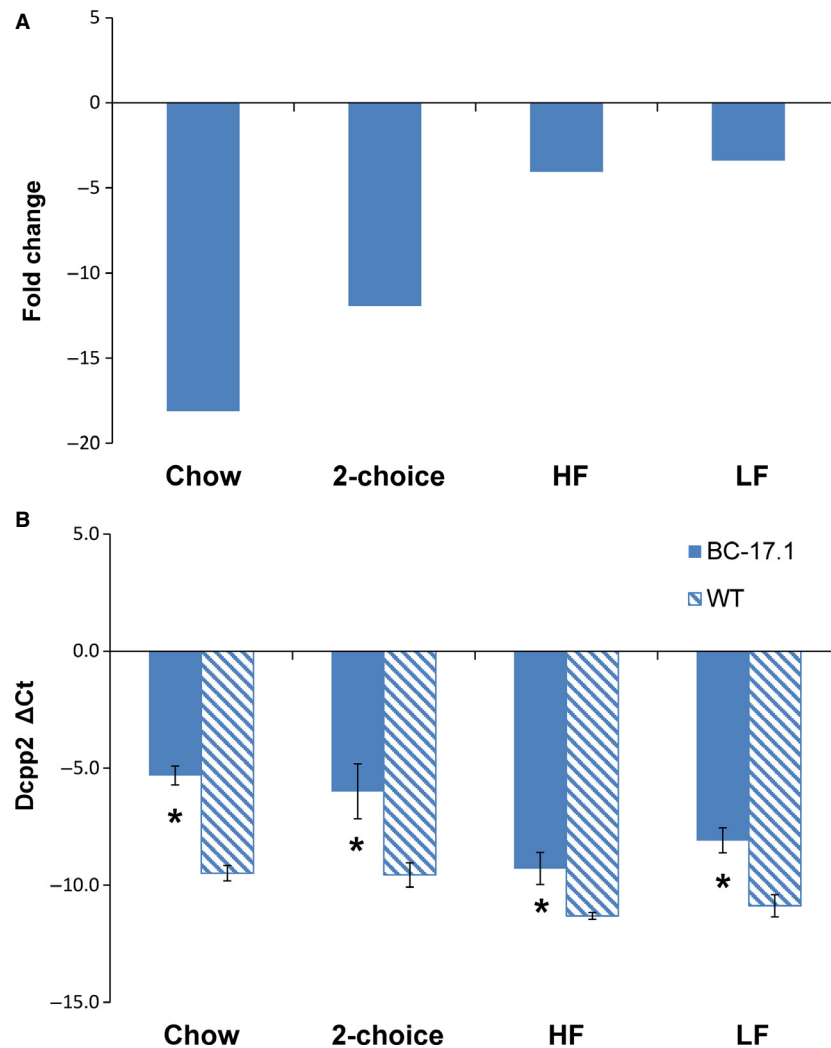 A
5
0
−5
−10
−15
−20
Fold change
Chow 2-choice HF LF
B
5.0
0.0
−5.0
−10.0
−15.0
Dcpp2 ΔCt
BC-17.1
WT
* * * *
Chow 2-choice HF LF